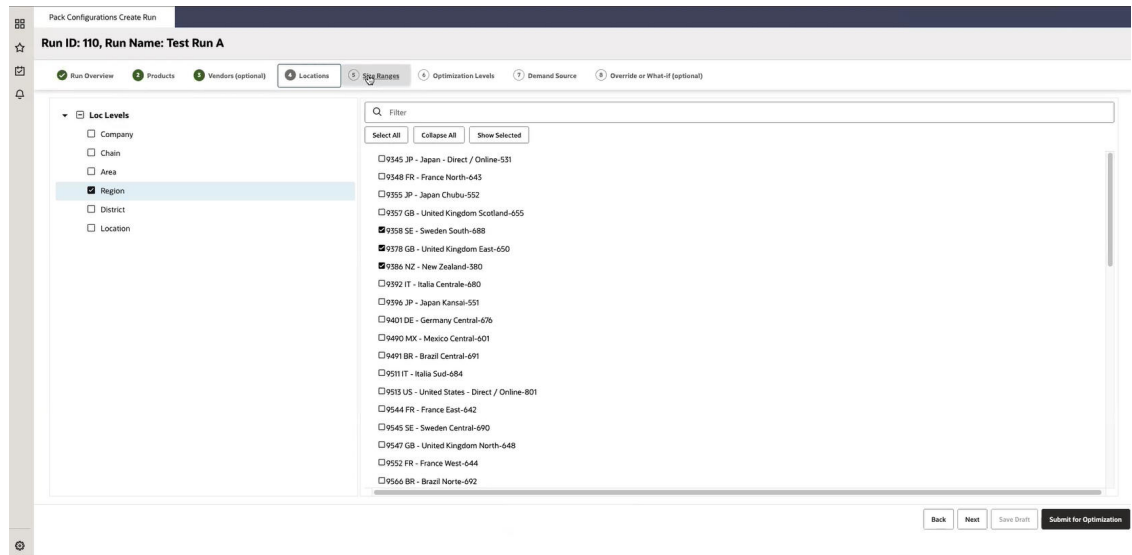 Pack Configurations Create Run
Run ID: 110, Run Name: Test Run A
Run Overview 2 Products 3 Vendors (optional) 4 Locations 5 Size Ranges 6 Optimization Levels 7 Demand Source 8 Override or What-if (optional)
Loc Levels
Company
Chain
Area
Region
District
Location
Filter
Select All Collapse All Show Selected
9345 JP - Japan - Direct / Online-531
9348 FR - France North-643
9355 JP - Japan Chubu-552
9357 GB - United Kingdom Scotland-655
9358 SE - Sweden South-688
9378 GB - United Kingdom East-650
9386 NZ - New Zealand-380
9392 IT - Italia Centrale-680
9396 JP - Japan Kansai-551
9401 DE - Germany Central-676
9490 MX - Mexico Central-601
9491 BR - Brazil Central-691
9511 IT - Italia Sud-684
9513 US - United States - Direct / Online-801
9544 FR - France East-642
9545 SE - Sweden Central-690
9547 GB - United Kingdom North-648
9552 FR - France West-644
9566 BR - Brazil Norte-692
Back Next Save Draft Submit for Optimization